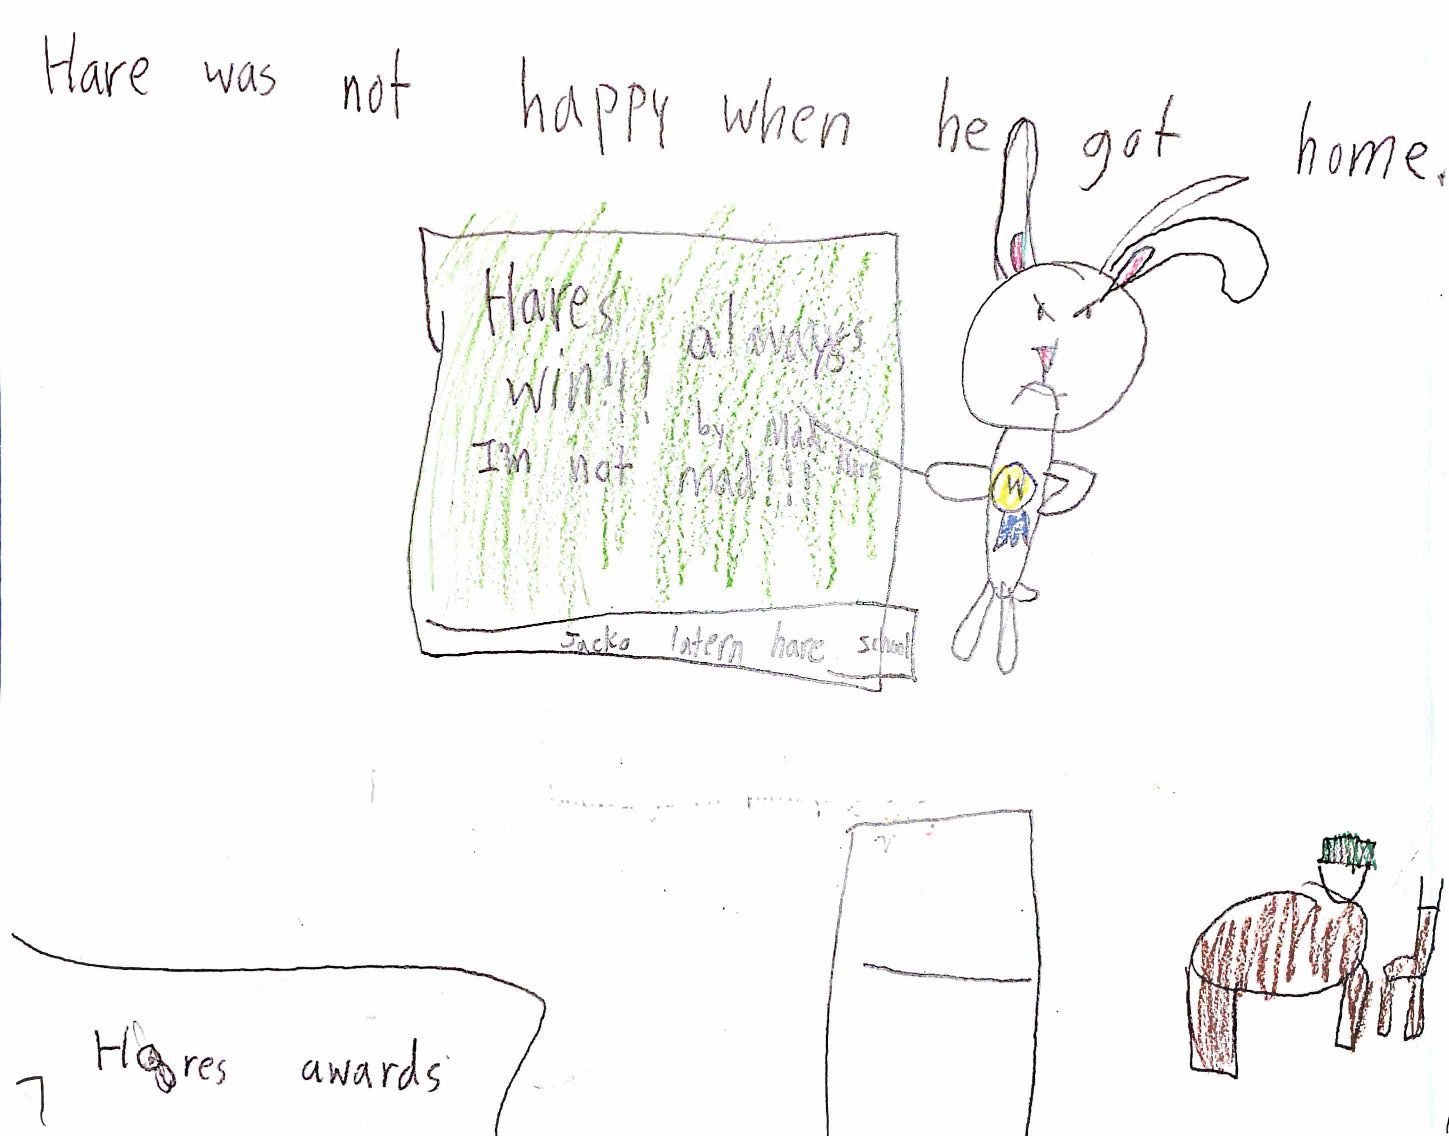 Hare was not happy when he got home.
Hares always
win!!!
by Mad Hare
I'm not mad!!!
W
Jacko latern hare school
Hares awards
7